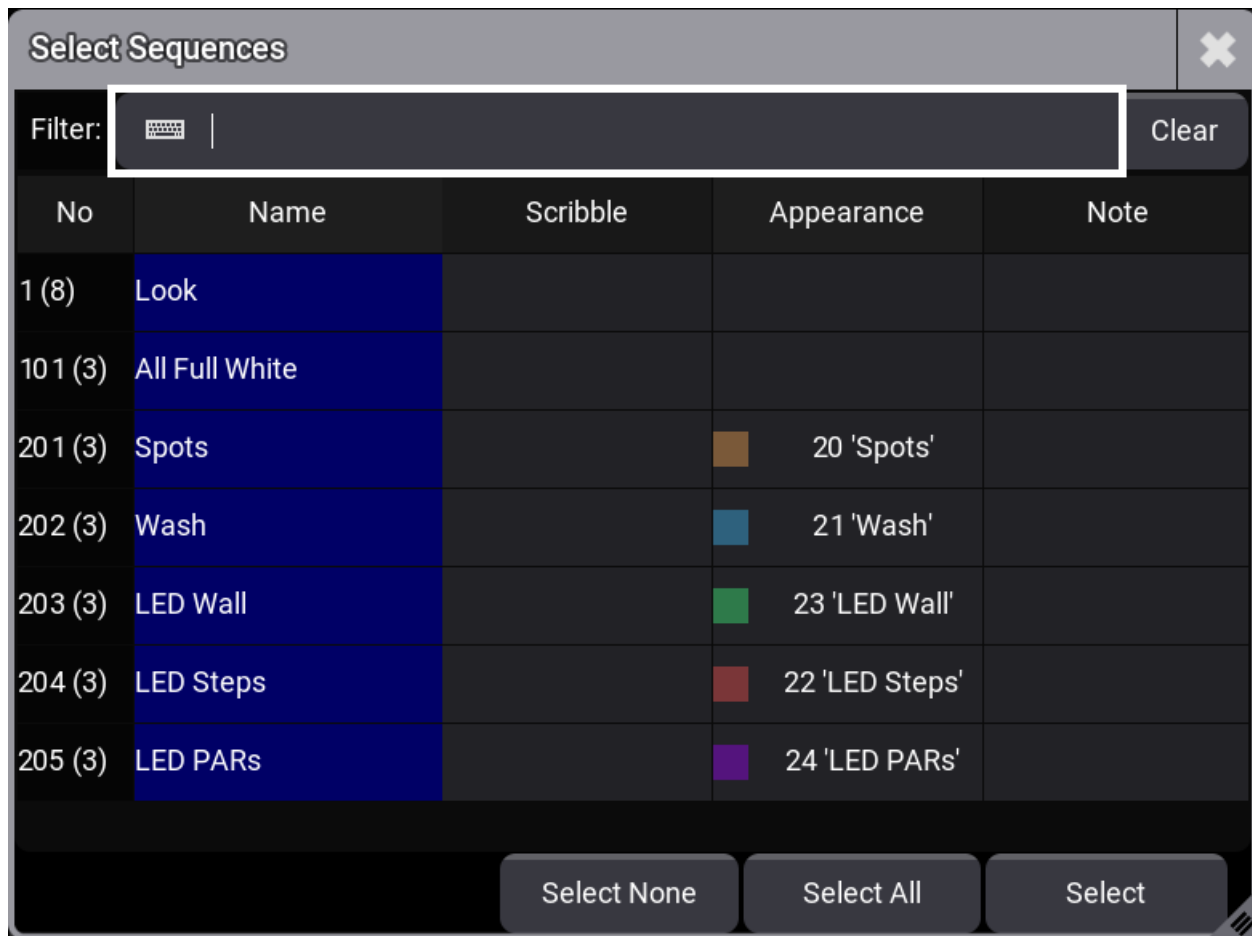 Select Sequences
Filter: Clear
No Name Scribble Appearance Note
1 (8) Look
101 (3) All Full White
201 (3) Spots 20 'Spots'
202 (3) Wash 21 'Wash'
203 (3) LED Wall 23 'LED Wall'
204 (3) LED Steps 22 'LED Steps'
205 (3) LED PARs 24 'LED PARs'
Select None Select All Select